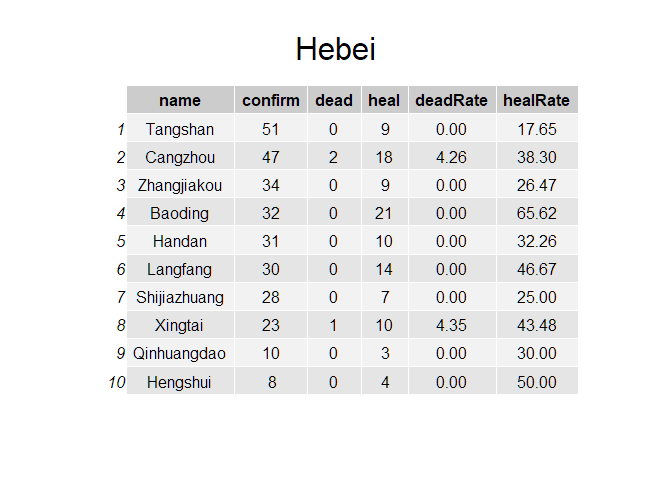 Hebei
name confirm dead heal deadRate healRate
1 Tangshan 51 0 9 0.00 17.65
2 Cangzhou 47 2 18 4.26 38.30
3 Zhangjiakou 34 0 9 0.00 26.47
4 Baoding 32 0 21 0.00 65.62
5 Handan 31 0 10 0.00 32.26
6 Langfang 30 0 14 0.00 46.67
7 Shijiazhuang 28 0 7 0.00 25.00
8 Xingtai 23 1 10 4.35 43.48
9 Qinhuangdao 10 0 3 0.00 30.00
10 Hengshui 8 0 4 0.00 50.00